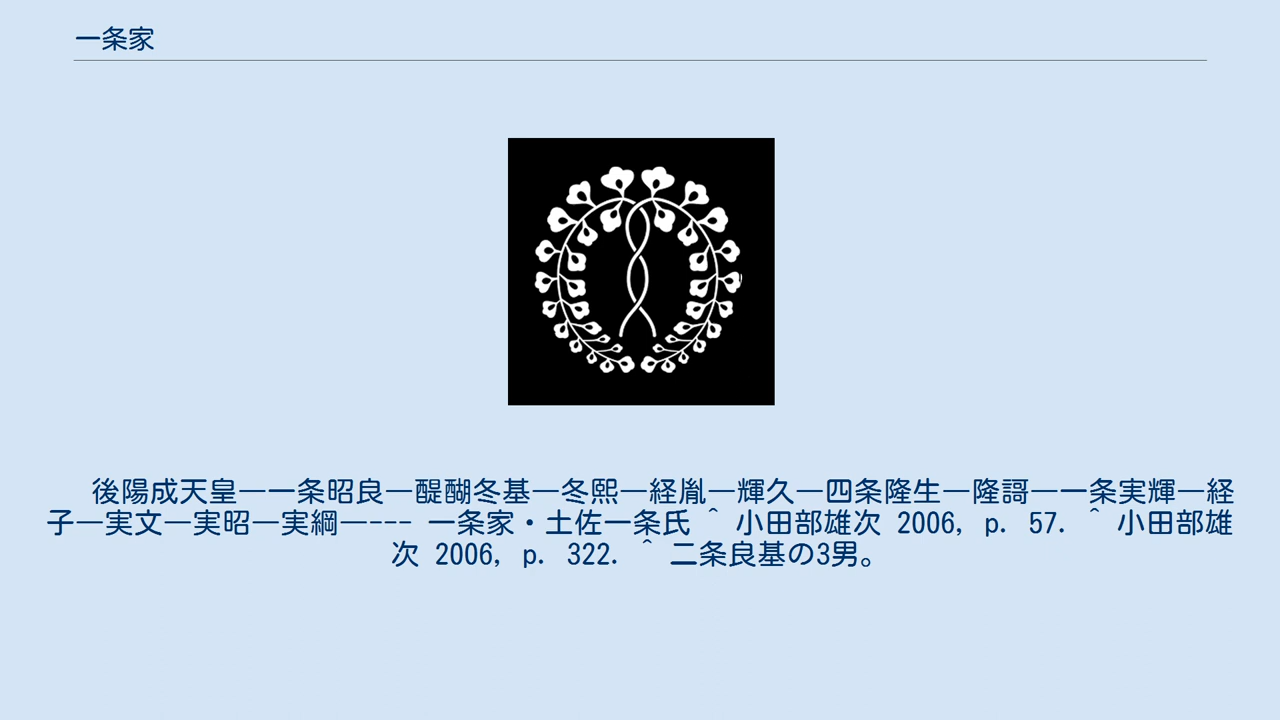 一条家
後陽成天皇―一条昭良―醍醐冬基―冬熙―経胤―輝久―四条隆生―隆謌―一条実輝―経
子―実文―実昭―実綱―--- 一条家・土佐一条氏 ^ 小田部雄次 2006, p. 57. ^ 小田部雄
次 2006, p. 322. ^ 二条良基の3男。